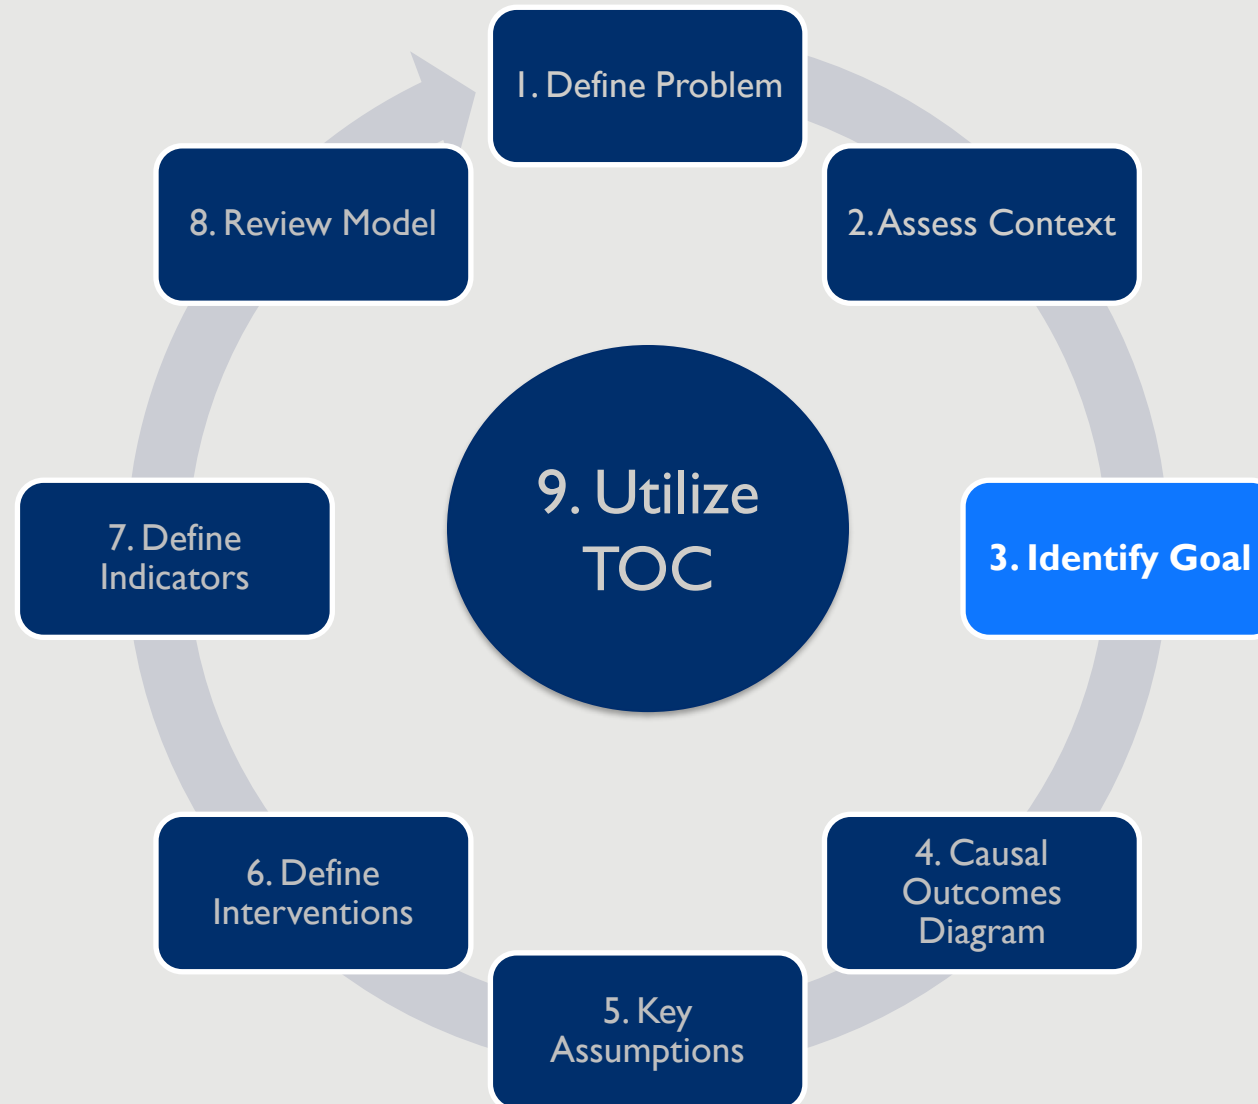 1. Define Problem
2. Assess Context
3. Identify Goal
4. Causal
Outcomes
Diagram
5. Key
Assumptions
6. Define
Interventions
7. Define
Indicators
8. Review Model
9. Utilize
TOC